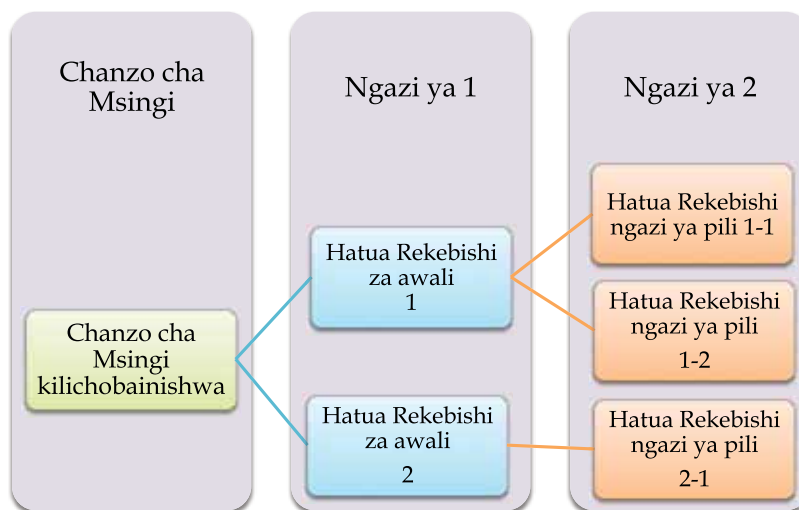 Chanzo cha
Msingi
Ngazi ya 1
Ngazi ya 2
Chanzo cha
Msingi
kilichobainishwa
Hatua Rekebishi
za awali
1
Hatua Rekebishi
za awali
2
Hatua Rekebishi
ngazi ya pili 1-1
Hatua Rekebishi
ngazi ya pili
1-2
Hatua Rekebishi
ngazi ya pili
2-1